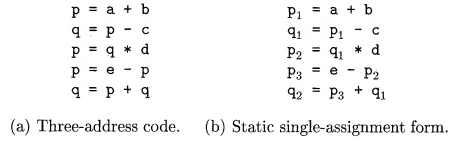 p = a + b
q = p - c
p = q * d
p = e - p
q = p + q
(a) Three-address code.
p₁ = a + b
q₁ = p₁ - c
p₂ = q₁ * d
p₃ = e - p₂
q₂ = p₃ + q₁
(b) Static single-assignment form.